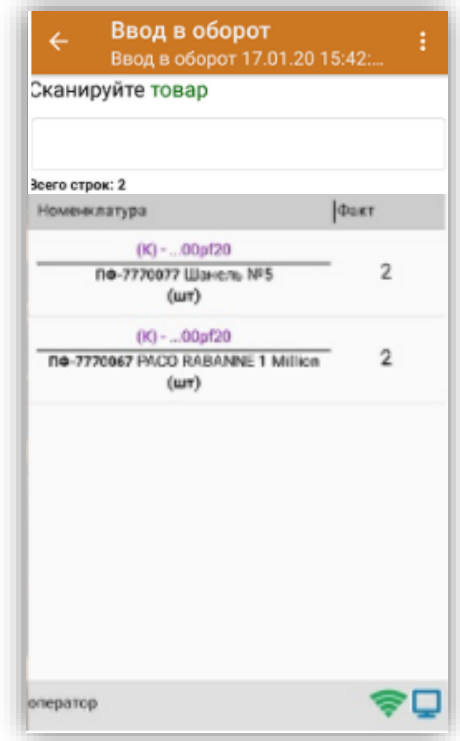 Ввод в оборот
Ввод в оборот 17.01.20 15:42:...
Сканируйте товар
Всего строк: 2
Номенклатура Факт
(К) - ...00pf20
ПФ-7770077 Шанель №5 2
(шт)
(К) - ...00pf20
ПФ-7770067 PACO RABANNE 1 Million 2
(шт)
оператор